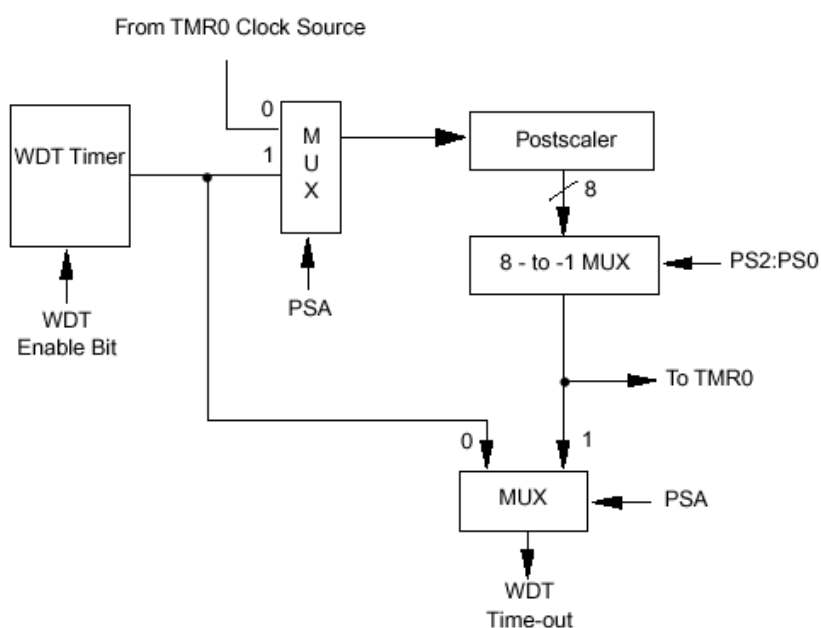 From TMR0 Clock Source
0
1
WDT Timer
M
U
X
Postscaler
8
8 - to -1 MUX
PS2:PS0
WDT
Enable Bit
PSA
To TMR0
0
1
MUX
PSA
WDT
Time-out